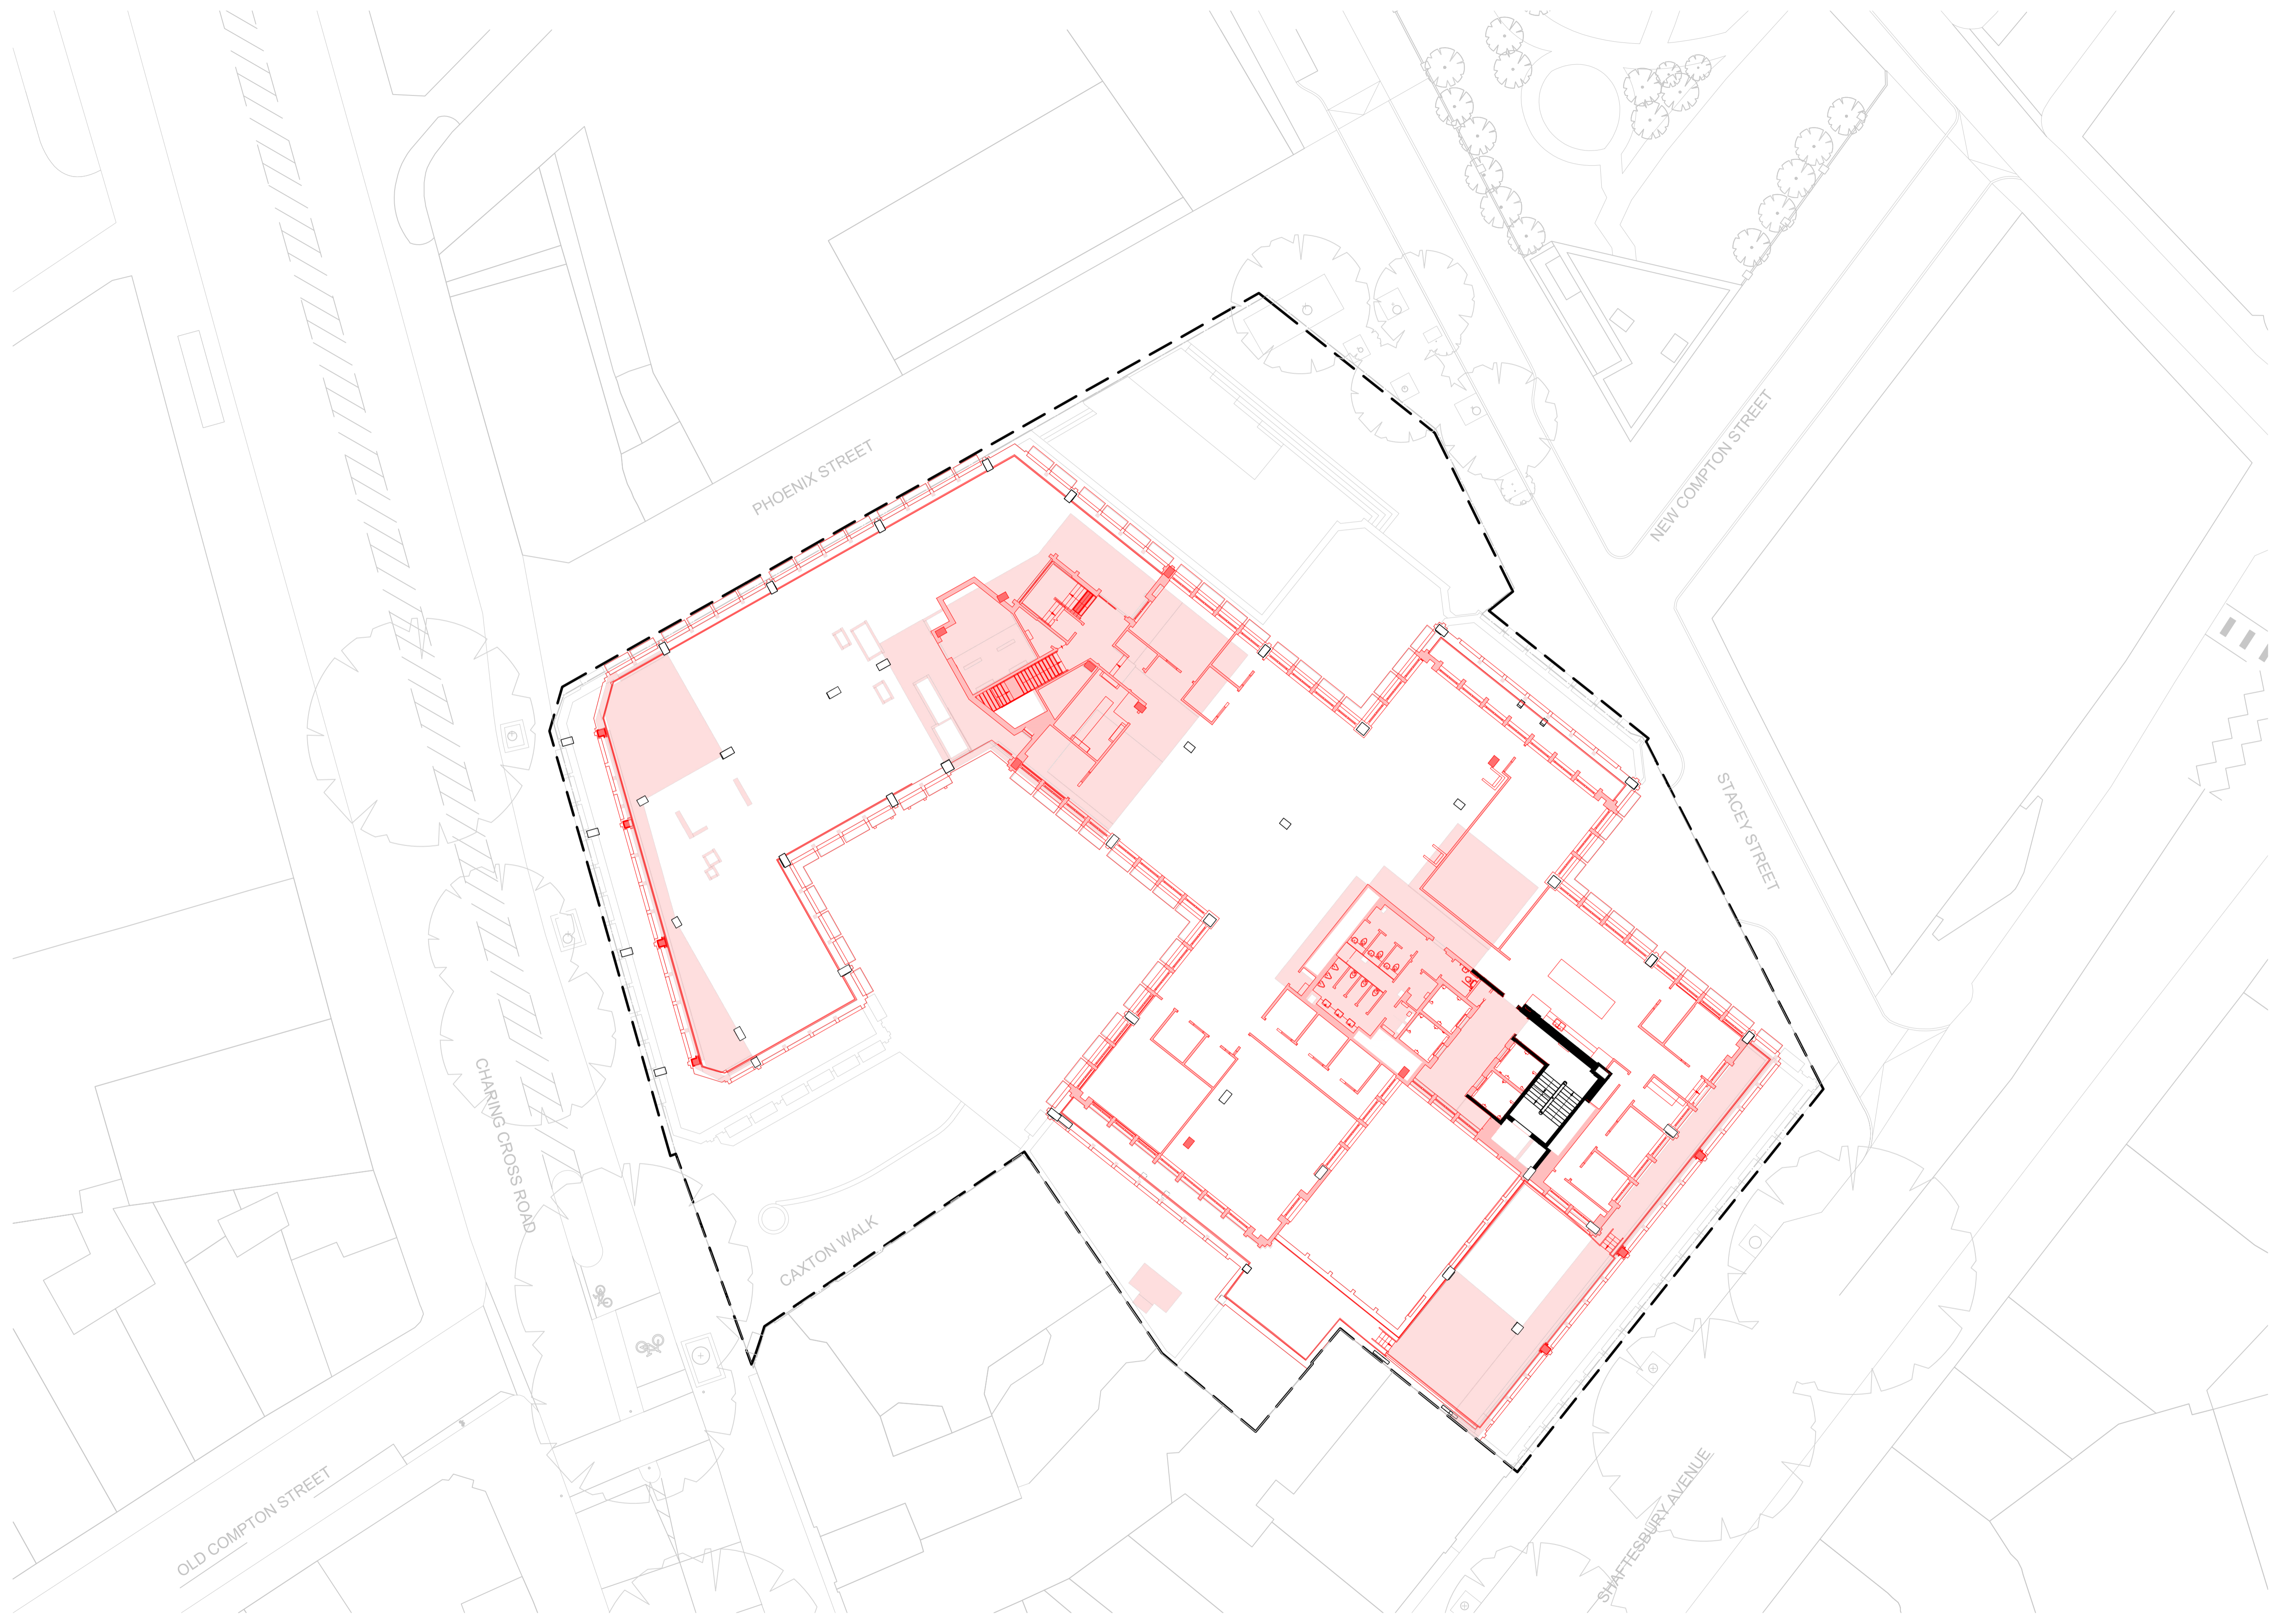 PHOENIX STREET
NEW COMPTON STREET
STACEY STREET
CHARING CROSS ROAD
CAXTON WALK
OLD COMPTON STREET
SHAFTESBURY AVENUE